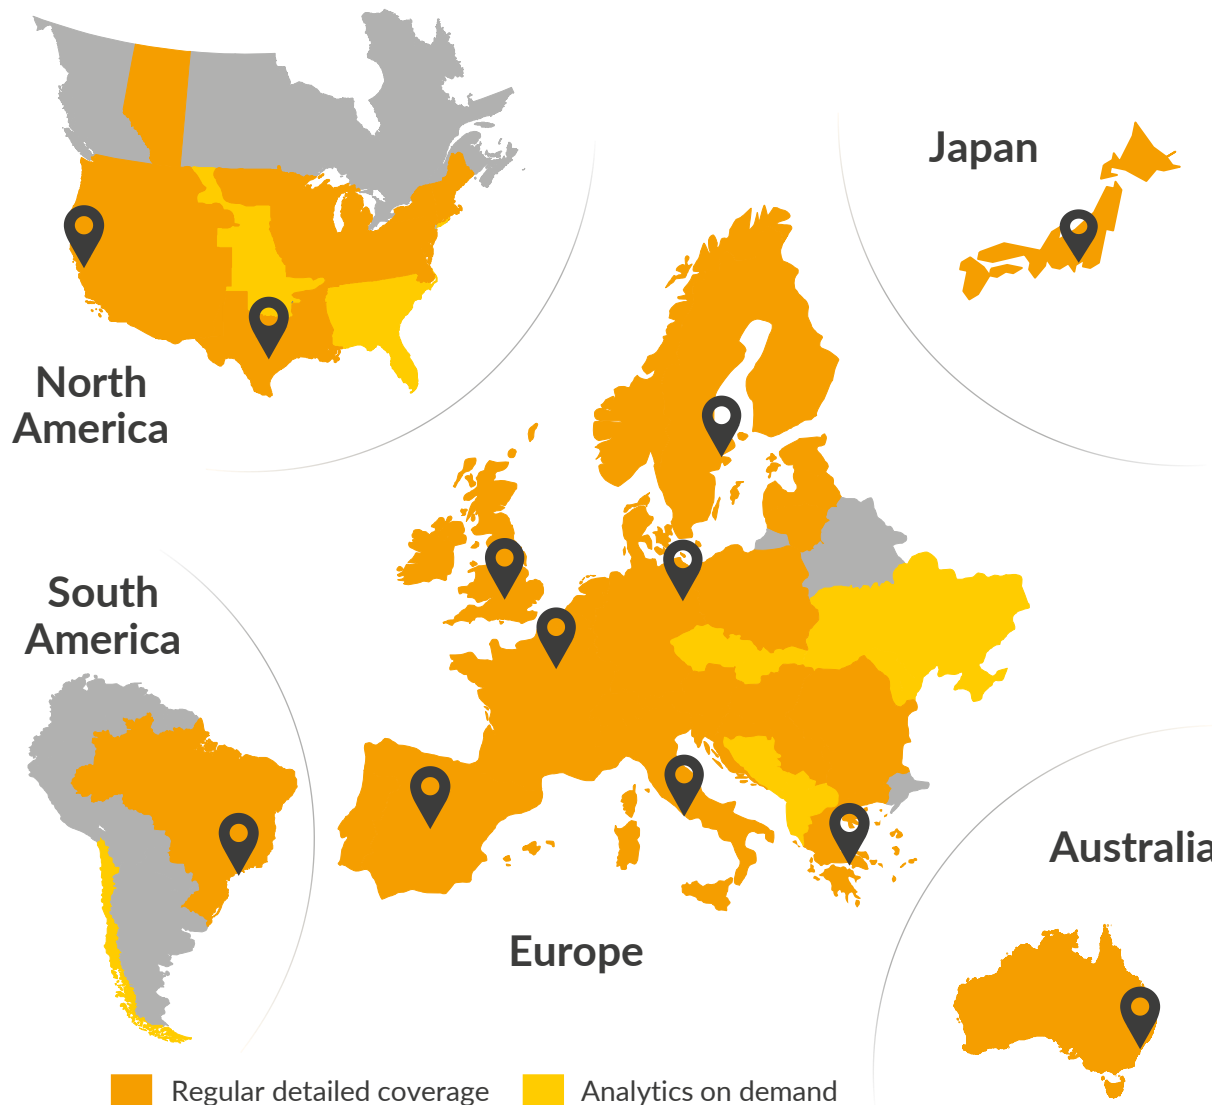 Japan
North
America
South
America
Australia
Europe
Regular detailed coverage
Analytics on demand